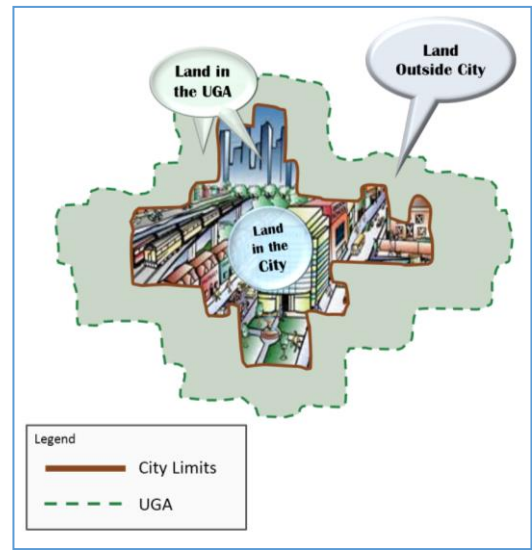 Land in
the UGA
Land
Outside City
Land
in the
City
Legend
City Limits
UGA